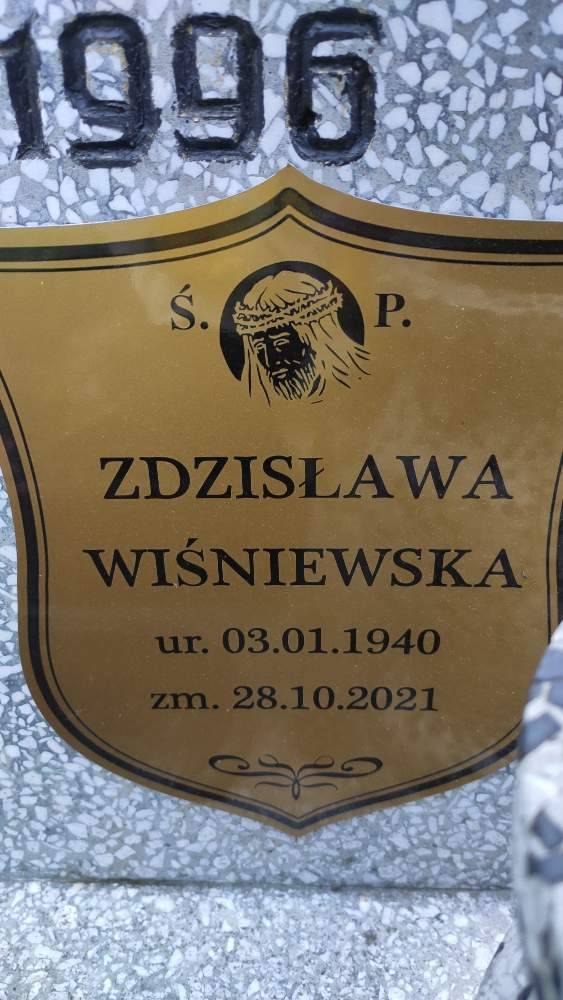 1996
Ś. P.
ZDZISŁAWA
WIŚNIEWSKA
ur. 03.01.1940
zm. 28.10.2021